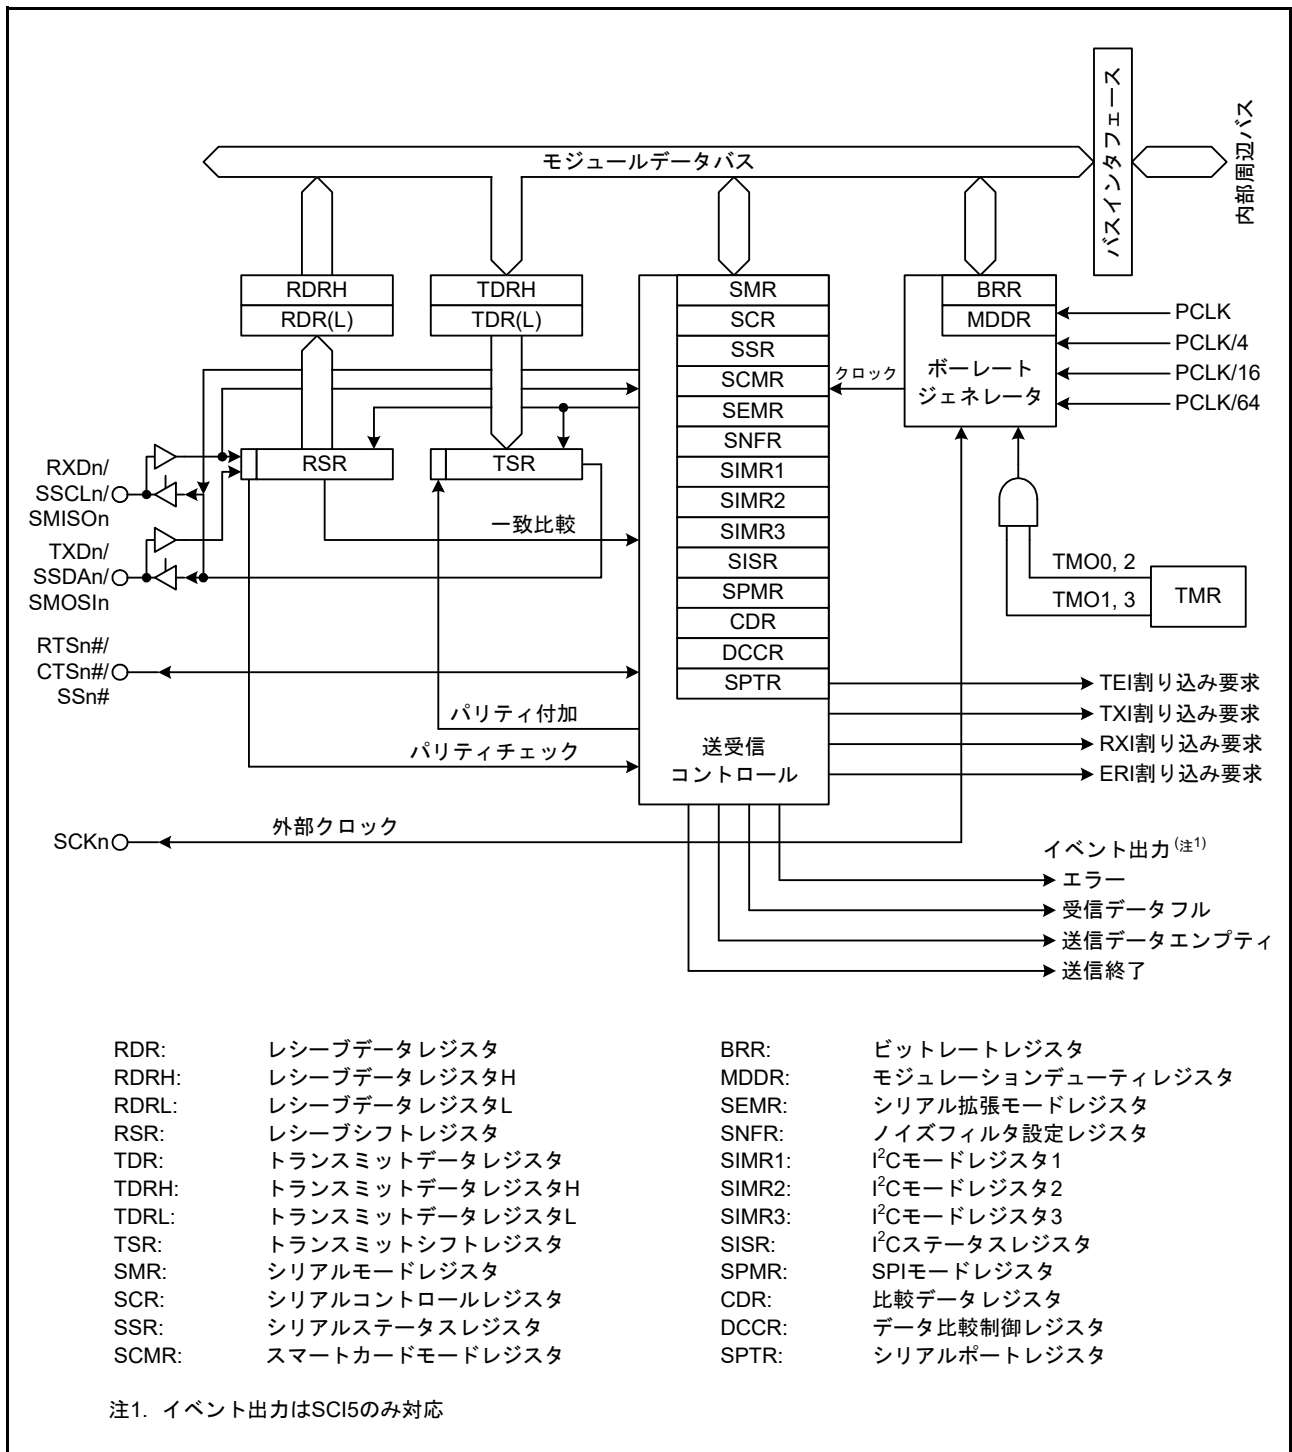 モジュールデータバス
バスインタフェース
内部周辺バス
RDRH
RDR(L)
TDRH
TDR(L)
SMR
SCR
SSR
SCMR
SEMR
SNFR
SIMR1
SIMR2
SIMR3
SISR
SPMR
CDR
DCCR
SPTR
送受信
コントロール
BRR
MDDR
ボーレート
ジェネレータ
クロック
PCLK
PCLK/4
PCLK/16
PCLK/64
RSR
TSR
RXDn/
SSCLn/
SMISOn
TXDn/
SSDAn/
SMOSIn
一致比較
TMO0, 2
TMO1, 3
TMR
RTSn#/
CTSn#/
SSn#
パリティ付加
パリティチェック
TEI割り込み要求
TXI割り込み要求
RXI割り込み要求
ERI割り込み要求
SCKn
外部クロック
イベント出力(注1)
エラー
受信データフル
送信データエンプティ
送信終了
RDR: レシーブデータレジスタ
RDRH: レシーブデータレジスタH
RDRL: レシーブデータレジスタL
RSR: レシーブシフトレジスタ
TDR: トランスミットデータレジスタ
TDRH: トランスミットデータレジスタH
TDRL: トランスミットデータレジスタL
TSR: トランスミットシフトレジスタ
SMR: シリアルモードレジスタ
SCR: シリアルコントロールレジスタ
SSR: シリアルステータスレジスタ
SCMR: スマートカードモードレジスタ
BRR: ビットレートレジスタ
MDDR: モジュレーションデューティレジスタ
SEMR: シリアル拡張モードレジスタ
SNFR: ノイズフィルタ設定レジスタ
SIMR1: I²Cモードレジスタ1
SIMR2: I²Cモードレジスタ2
SIMR3: I²Cモードレジスタ3
SISR: I²Cステータスレジスタ
SPMR: SPIモードレジスタ
CDR: 比較データレジスタ
DCCR: データ比較制御レジスタ
SPTR: シリアルポートレジスタ
注1. イベント出力はSCI5のみ対応